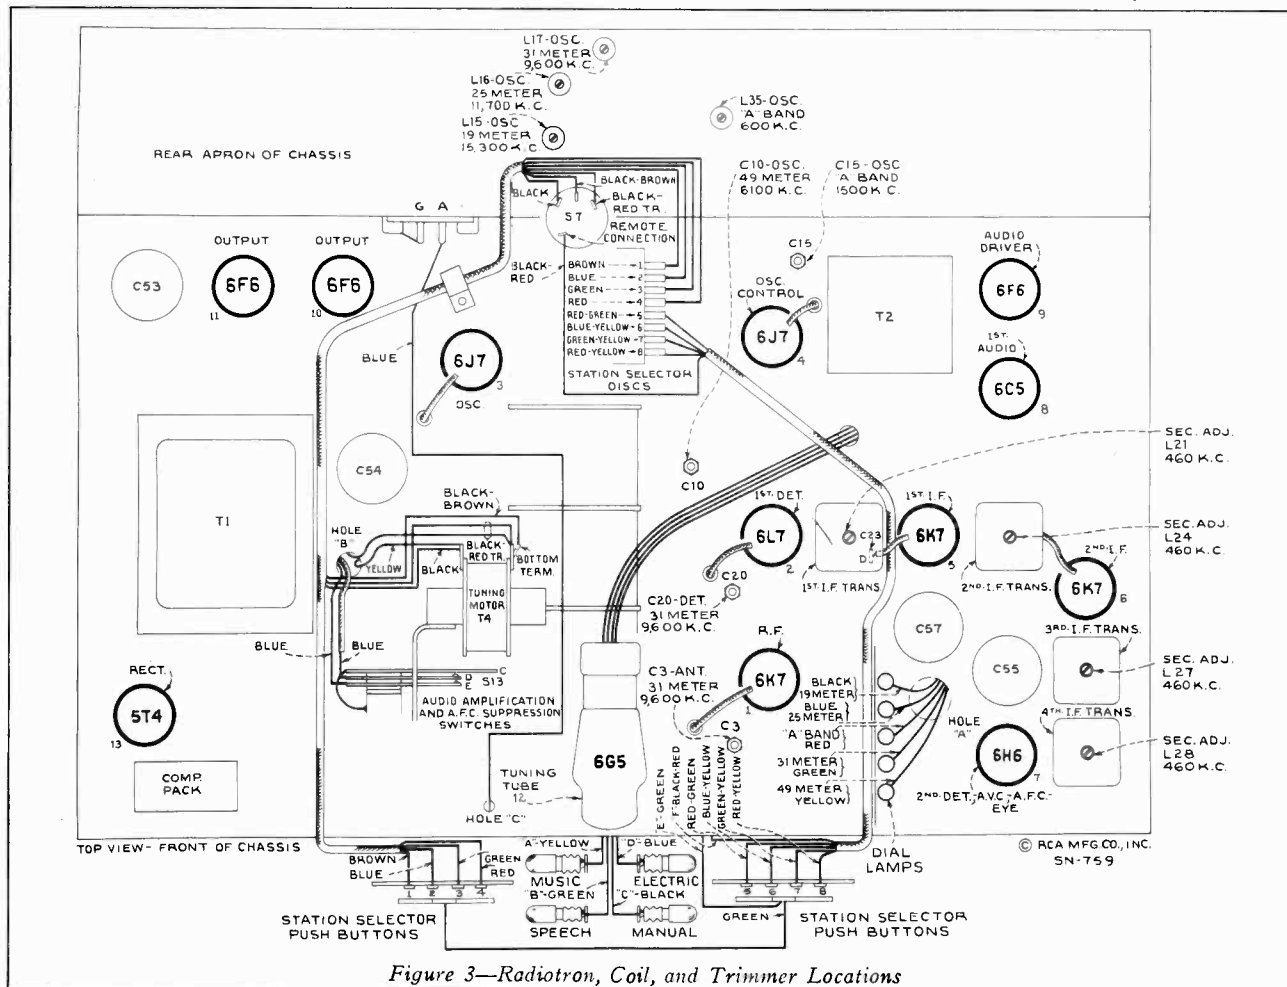 L17-OSC.
31 METER
9,600 K.C.
L16-OSC.
25 METER
11,700 K.C.
L15-OSC
19 METER
15,300 K.C.
L35-OSC.
"A" BAND
600 K.C.
REAR APRON OF CHASSIS
C10-OSC.
49 METER
6100 K.C.
C15-OSC
"A" BAND
1500 K.C.
BLACK-BROWN
BLACK
BLACK-
RED TR.
S7
REMOTE
CONNECTION
G A
BLACK-
RED
BROWN 1
BLUE 2
GREEN 3
RED 4
RED-GREEN 5
BLUE-YELLOW 6
GREEN-YELLOW 7
RED-YELLOW 8
STATION SELECTOR
DISCS
C53
OUTPUT
6F6
11
OUTPUT
6F6
10
BLUE
6J7
3
OSC.
C15
OSC.
CONTROL
6J7
4
T2
AUDIO
DRIVER
6F6
9
1ST.
AUDIO
6C5
8
SEC. ADJ.
L21
460 K.C.
T1
C54
C10
BLACK-
BROWN
HOLE
"B"
YELLOW
BLACK
BLACK-
RED TR.
BOTTOM
TERM.
TUNING
MOTOR
T4
1ST. DET.
6L7
2
C20
C23
D
1ST. I.F. TRANS.
1ST. I.F.
6K7
5
2ND. I.F. TRANS.
SEC. ADJ.
L24
460 K.C.
2ND. I.F.
6K7
6
C20-DET.
31 METER
9,600 K.C.
C57
3RD. I.F. TRANS.
C55
SEC. ADJ.
L27
460 K.C.
BLUE
BLUE
C
D
E
S13
AUDIO AMPLIFICATION
AND A.F.C. SUPPRESSION
SWITCHES
C3-ANT.
31 METER
9,600 K.C.
R.F.
6K7
1
C3
BLACK
19 METER
BLUE
25 METER
"A" BAND
RED
31 METER
GREEN
49 METER
YELLOW
HOLE
"A"
4TH. I.F. TRANS.
SEC. ADJ.
L28
460 K.C.
6H6
7
2ND. DET., A.V.C.-A.F.C.-
EYE
RECT.
5T4
13
COMP.
PACK
6G5
TUNING
TUBE
12
HOLE "C"
"E"-GREEN
"F"-BLACK-RED
RED-GREEN
BLUE-YELLOW
GREEN-YELLOW
RED-YELLOW
TOP VIEW- FRONT OF CHASSIS
DIAL
LAMPS
© RCA MFG. CO., INC.
SN-759
BROWN
BLUE
GREEN
RED
1 2 3 4
STATION SELECTOR
PUSH BUTTONS
"A"-YELLOW
"D"-BLUE
MUSIC
ELECTRIC
"B"-GREEN
"C"-BLACK
SPEECH
MANUAL
5 6 7 8
GREEN
STATION SELECTOR
PUSH BUTTONS
Figure 3—Radiotron, Coil, and Trimmer Locations